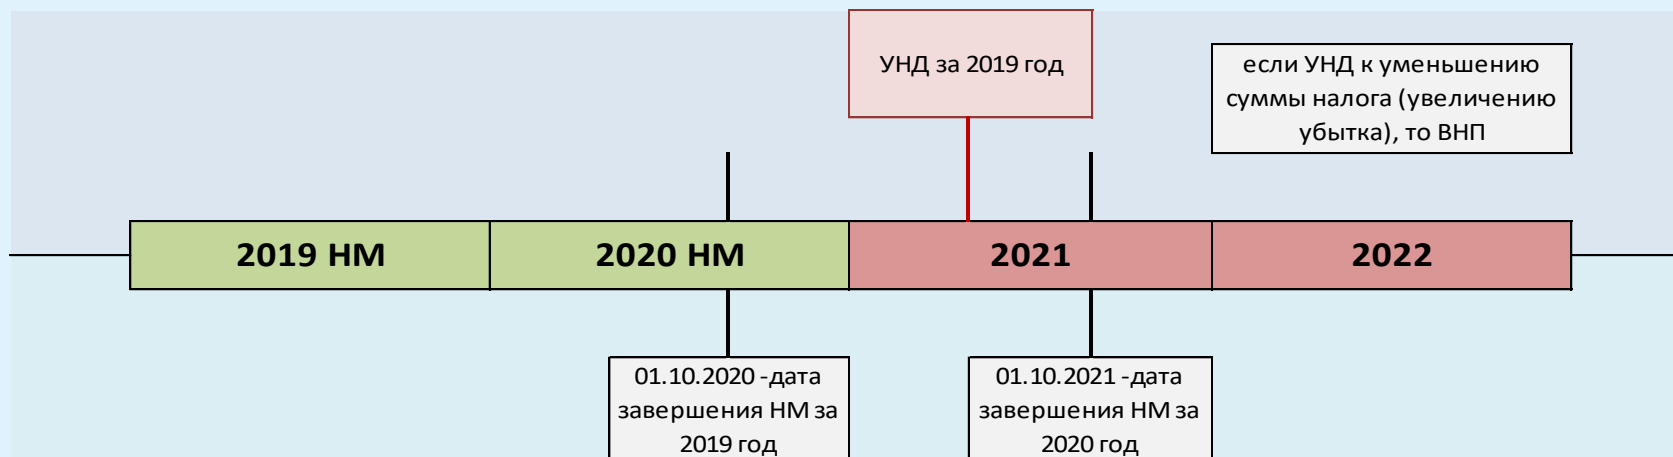 УНД за 2019 год
если УНД к уменьшению
суммы налога (увеличению
убытка), то ВНП
2019 НМ
2020 НМ
2021
2022
01.10.2020 -дата
завершения НМ за
2019 год
01.10.2021 -дата
завершения НМ за
2020 год